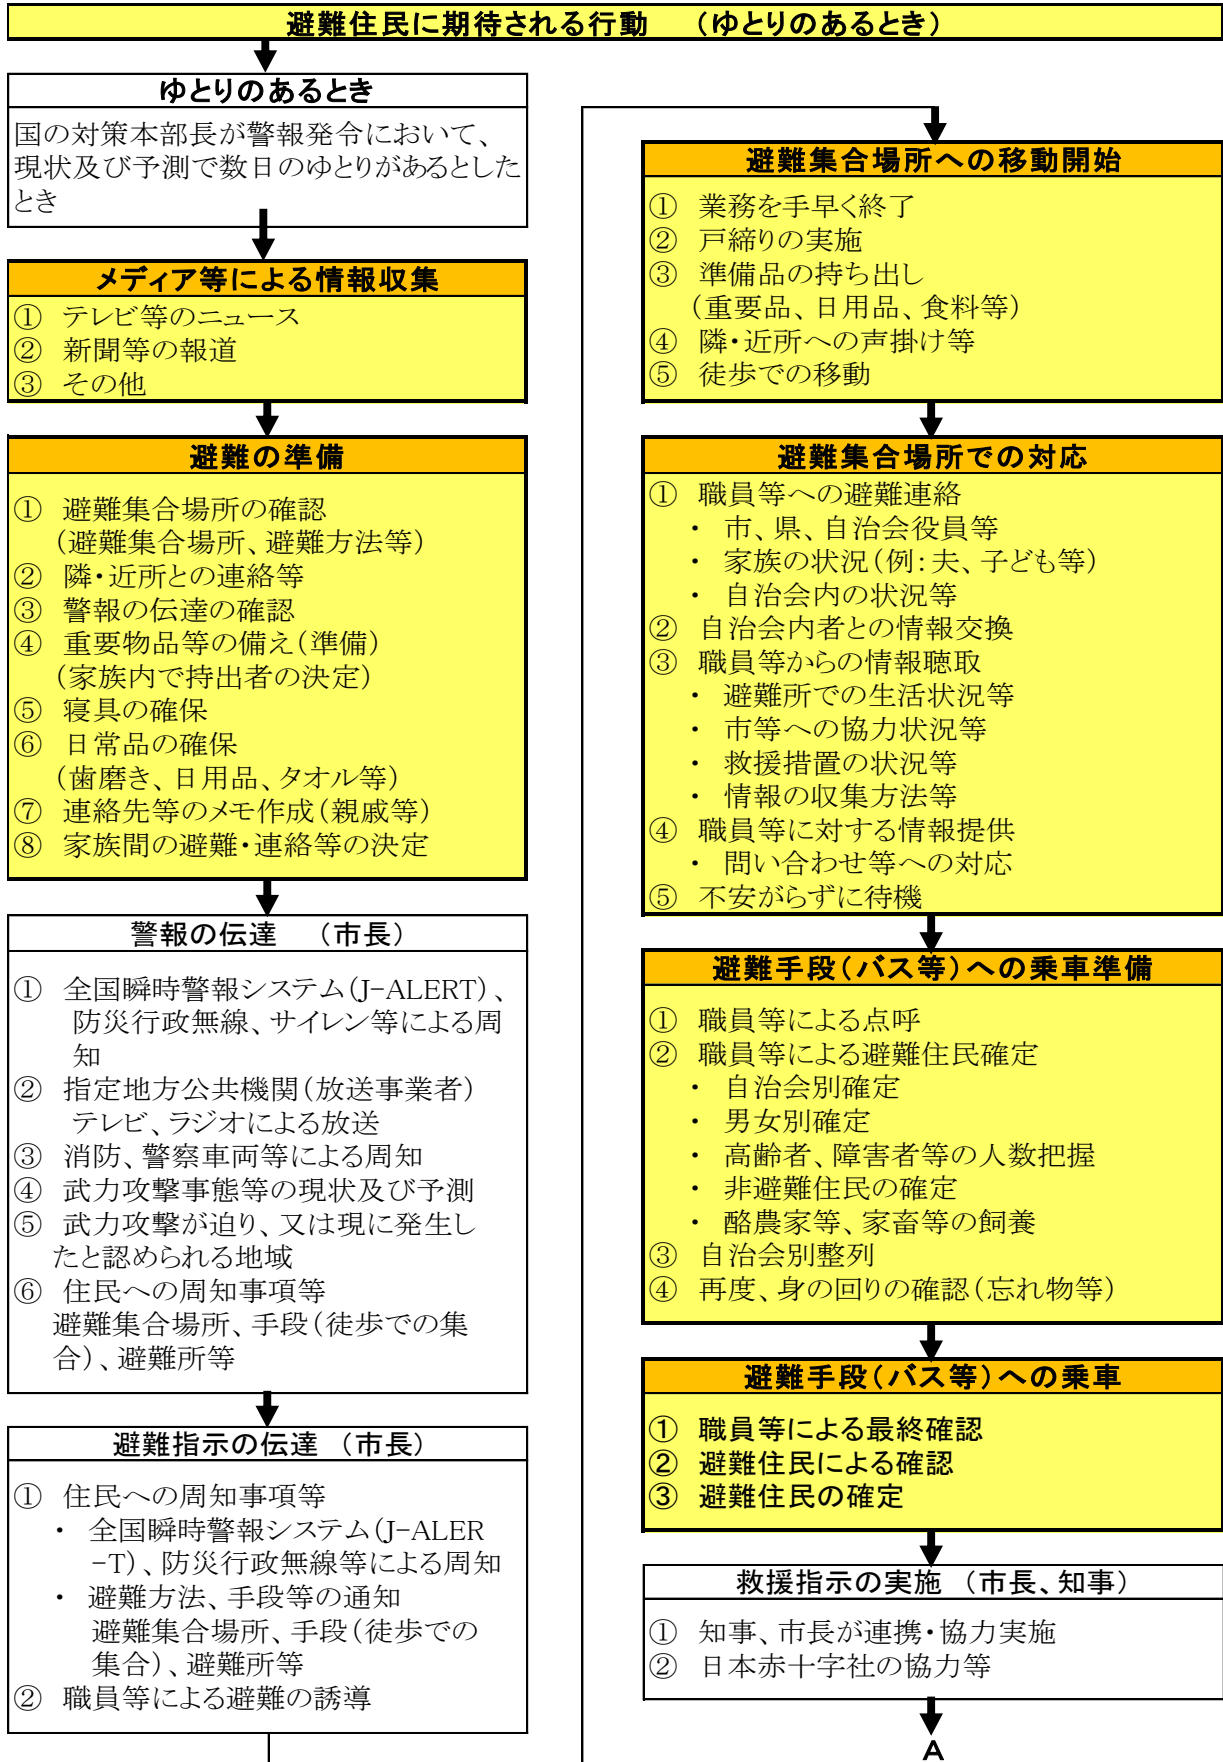 避難住民に期待される行動　（ゆとりのあるとき）
ゆとりのあるとき
国の対策本部長が警報発令において、
現状及び予測で数日のゆとりがあるとした
とき
メディア等による情報収集
① テレビ等のニュース
② 新聞等の報道
③ その他
避難の準備
① 避難集合場所の確認
（避難集合場所、避難方法等）
② 隣・近所との連絡等
③ 警報の伝達の確認
④ 重要物品等の備え（準備）
（家族内で持出者の決定）
⑤ 寝具の確保
⑥ 日常品の確保
（歯磨き、日用品、タオル等）
⑦ 連絡先等のメモ作成（親戚等）
⑧ 家族間の避難・連絡等の決定
警報の伝達　（市長）
① 全国瞬時警報システム（J-ALERT）、
防災行政無線、サイレン等による周
知
② 指定地方公共機関（放送事業者）
テレビ、ラジオによる放送
③ 消防、警察車両等による周知
④ 武力攻撃事態等の現状及び予測
⑤ 武力攻撃が迫り、又は現に発生し
たと認められる地域
⑥ 住民への周知事項等
避難集合場所、手段（徒歩での集
合）、避難所等
避難指示の伝達　（市長）
① 住民への周知事項等
・ 全国瞬時警報システム（J-ALER
-T）、防災行政無線等による周知
・ 避難方法、手段等の通知
避難集合場所、手段（徒歩での
集合）、避難所等
② 職員等による避難の誘導
避難集合場所への移動開始
① 業務を手早く終了
② 戸締りの実施
③ 準備品の持ち出し
（重要品、日用品、食料等）
④ 隣・近所への声掛け等
⑤ 徒歩での移動
避難集合場所での対応
① 職員等への避難連絡
・ 市、県、自治会役員等
・ 家族の状況（例：夫、子ども等）
・ 自治会内の状況等
② 自治会内者との情報交換
③ 職員等からの情報聴取
・ 避難所での生活状況等
・ 市等への協力状況等
・ 救援措置の状況等
・ 情報の収集方法等
④ 職員等に対する情報提供
・ 問い合わせ等への対応
⑤ 不安がらずに待機
避難手段（バス等）への乗車準備
① 職員等による点呼
② 職員等による避難住民確定
・ 自治会別確定
・ 男女別確定
・ 高齢者、障害者等の人数把握
・ 非避難住民の確定
・ 酪農家等、家畜等の飼養
③ 自治会別整列
④ 再度、身の回りの確認（忘れ物等）
避難手段（バス等）への乗車
① 職員等による最終確認
② 避難住民による確認
③ 避難住民の確定
救援指示の実施　（市長、知事）
① 知事、市長が連携・協力実施
② 日本赤十字社の協力等
A